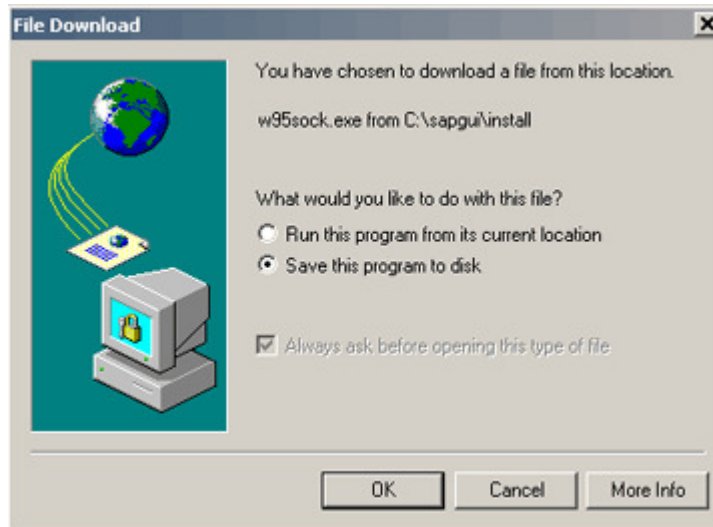 File Download
You have chosen to download a file from this location.
w95sock.exe from C:\sapgui\install
What would you like to do with this file?
Run this program from its current location
Save this program to disk
Always ask before opening this type of file
OK
Cancel
More Info